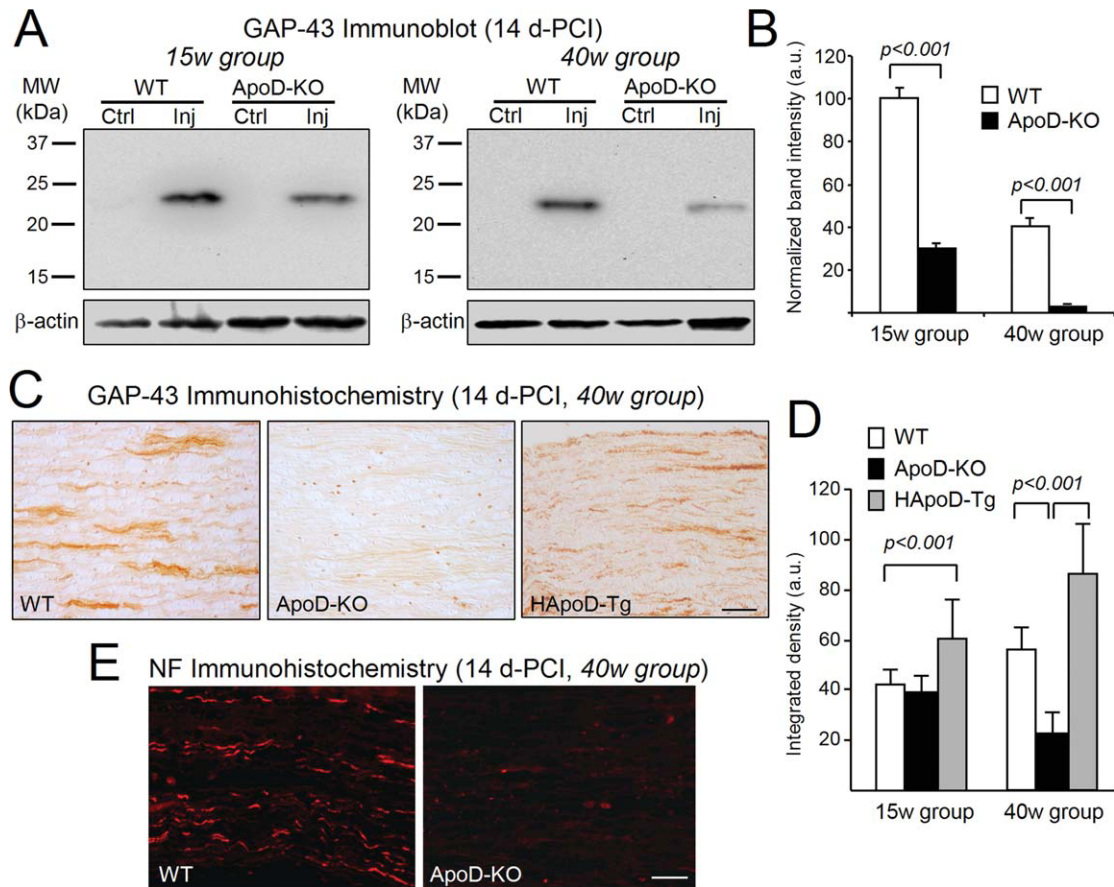 A
GAP-43 Immunoblot (14 d-PCI)
15w group
40w group
MW
(kDa)
WT
ApoD-KO
Ctrl
Inj
Ctrl
Inj
37
25
20
15
β-actin
MW
(kDa)
WT
ApoD-KO
Ctrl
Inj
Ctrl
Inj
37
25
20
15
β-actin
B
Normalized band intensity (a.u.)
120
100
80
60
40
20
p<0.001
p<0.001
WT
ApoD-KO
15w group
40w group
C
GAP-43 Immunohistochemistry (14 d-PCI, 40w group)
WT
ApoD-KO
HApoD-Tg
D
WT
ApoD-KO
HApoD-Tg
Integrated density (a.u.)
120
100
80
60
40
20
p<0.001
p<0.001
15w group
40w group
E
NF Immunohistochemistry (14 d-PCI, 40w group)
WT
ApoD-KO